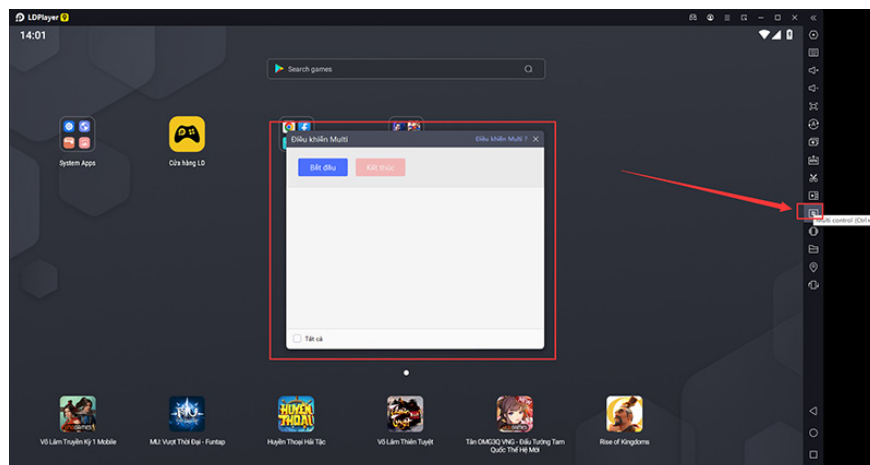 LDPlayer
14:01
Search games
System Apps
Cửa hàng LD
Điều khiển Multi
Điều khiển Multi ?
Bắt đầu
Kết thúc
Multi control (Ctrl
Tất cả
HUYỀN
THOẠI
Võ Lâm Truyền Kỳ 1 Mobile
MU: Vượt Thời Đại - Funtap
Huyền Thoại Hải Tặc
Võ Lâm Thiên Tuyệt
Tân OMG3Q VNG - Đấu Tướng Tam
Quốc Thế Hệ Mới
Rise of Kingdoms